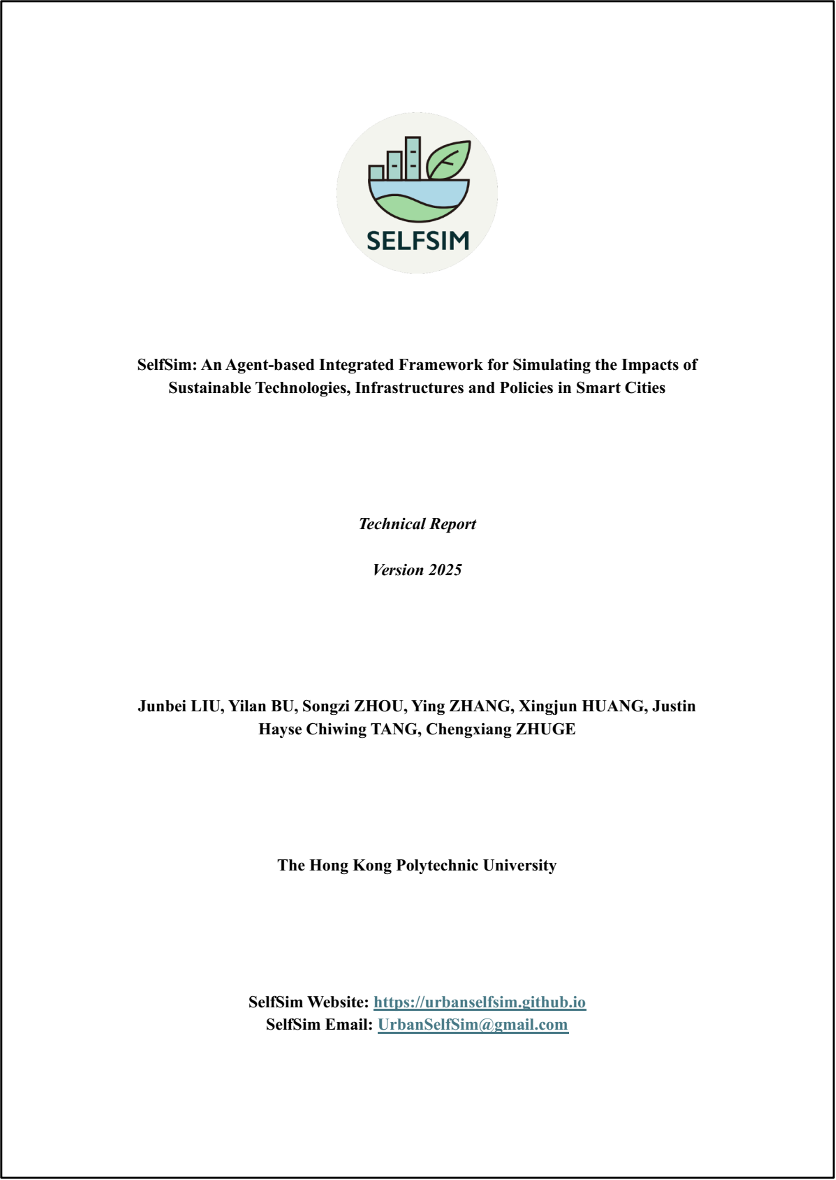 SELFSIM
SelfSim: An Agent-based Integrated Framework for Simulating the Impacts of
Sustainable Technologies, Infrastructures and Policies in Smart Cities
Technical Report
Version 2025
Junbei LIU, Yilan BU, Songzi ZHOU, Ying ZHANG, Xingjun HUANG, Justin
Hayse Chiwing TANG, Chengxiang ZHUGE
The Hong Kong Polytechnic University
SelfSim Website: https://urbanselfsim.github.io
SelfSim Email: UrbanSelfSim@gmail.com